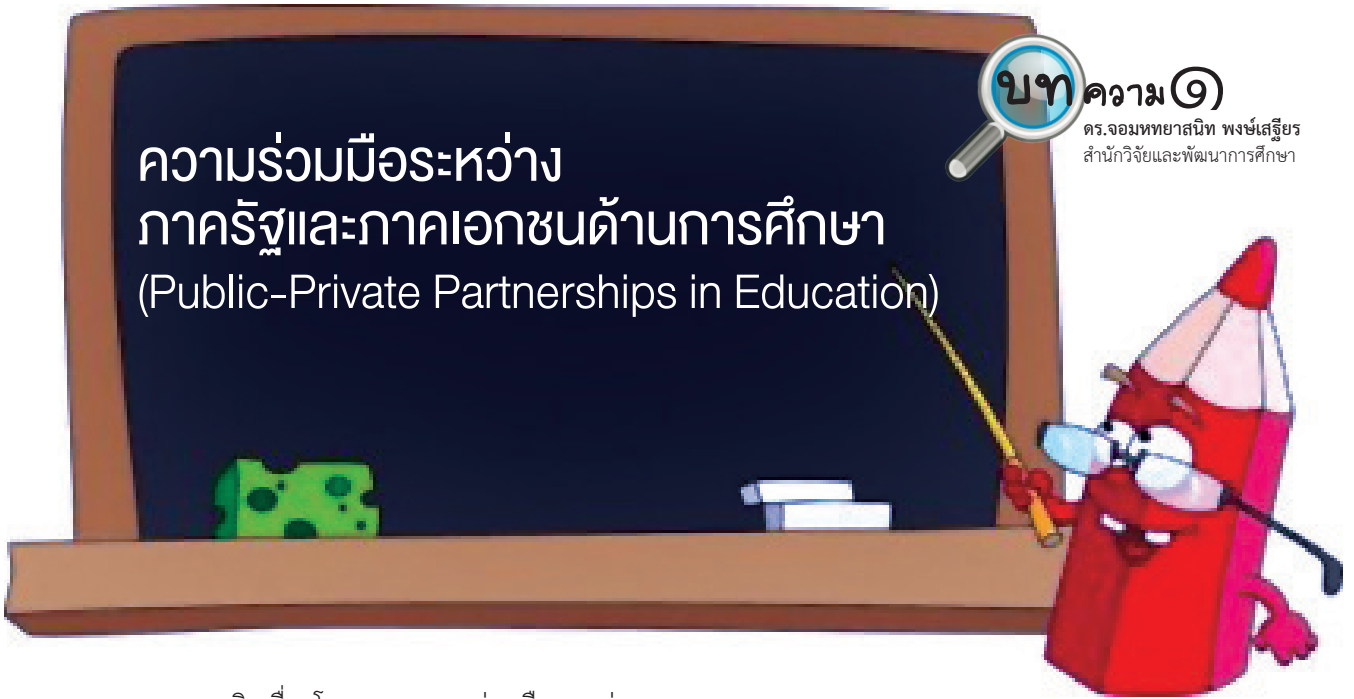 บทความ ๑
ดร.จอมหทยาสนิท พงษ์เสฐียร
สำนักวิจัยและพัฒนาการศึกษา
ความร่วมมือระหว่าง
ภาครัฐและภาคเอกชนด้านการศึกษา
(Public-Private Partnerships in Education)